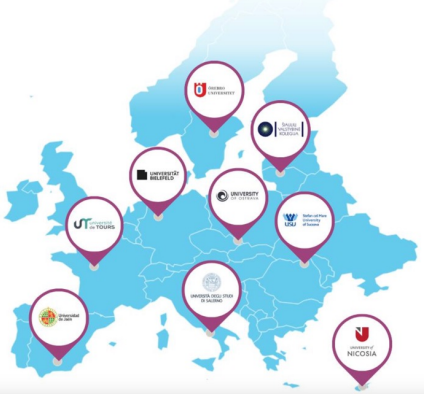 ÖREBRO
UNIVERSITET
ŠIAULIŲ
VALSTYBINĖ
KOLEGIJA
UNIVERSITÄT
BIELEFELD
UNIVERSITY
OF OSTRAVA
USU
Stefan cel Mare
University
of Suceava
université
de TOURS
UNIVERSITÀ DEGLI STUDI
DI SALERNO
Universidad
de Jaén
UNIVERSITY of
NICOSIA